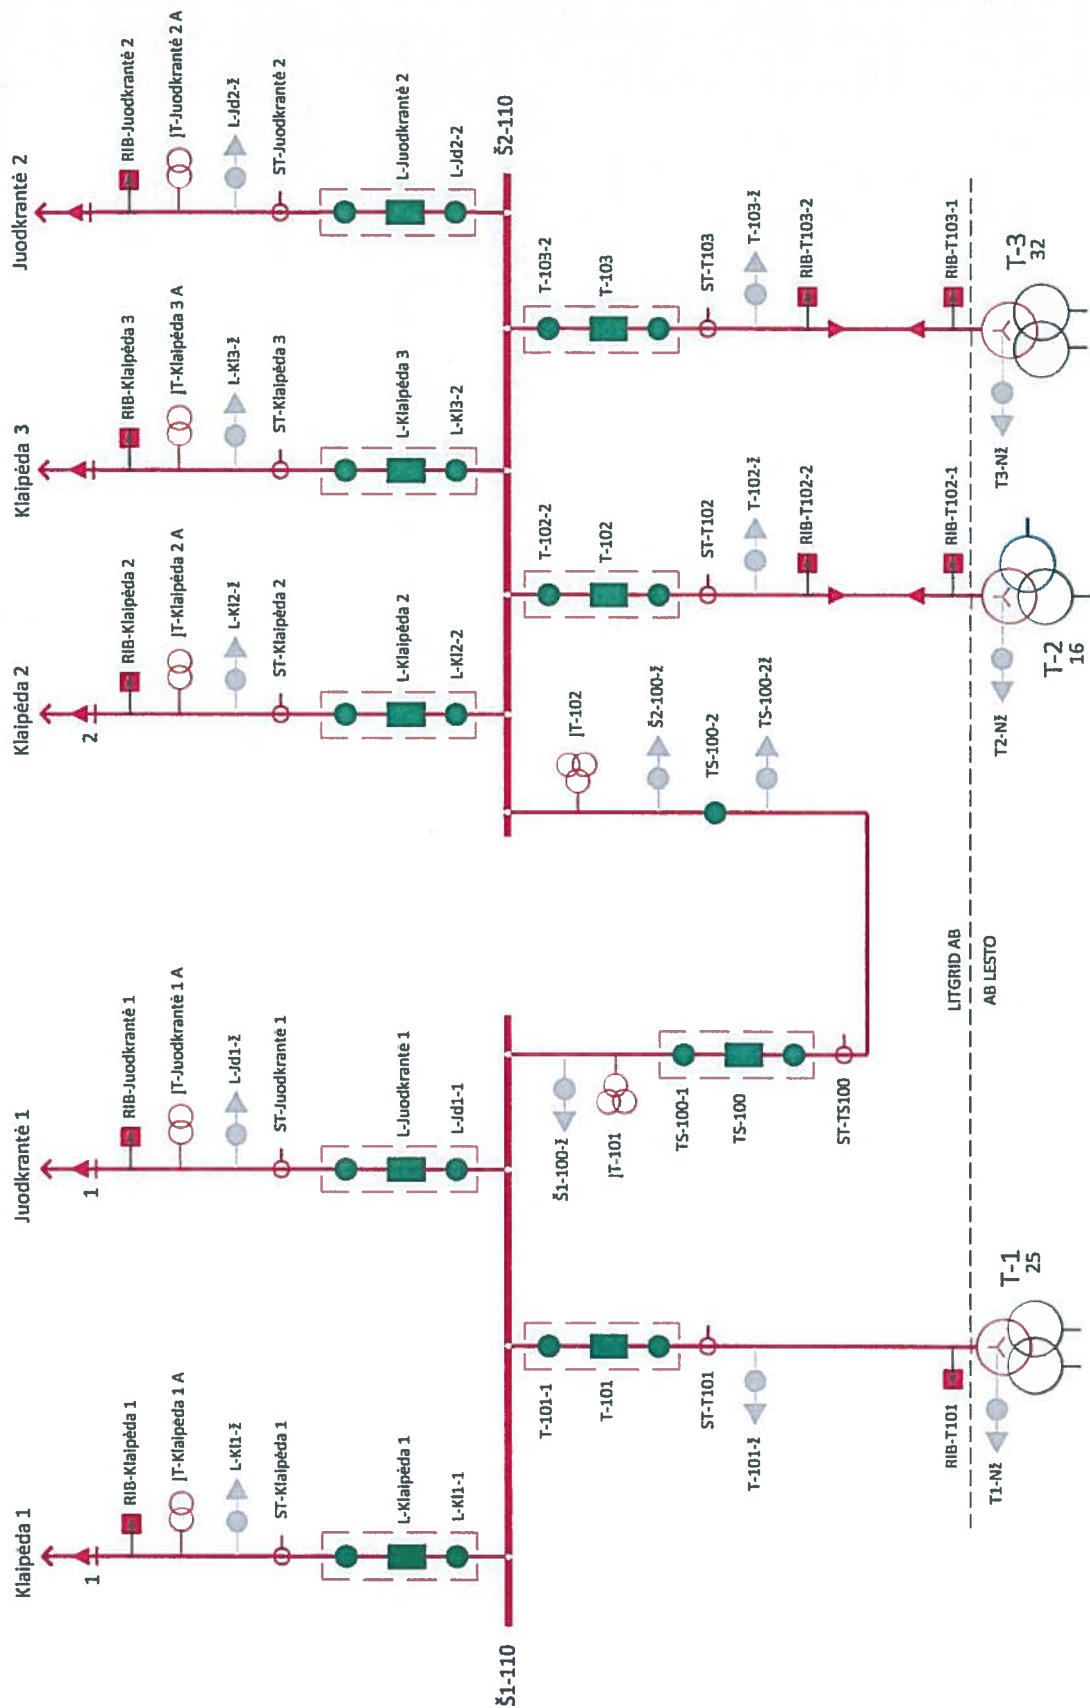 Klaipėda 1
1
RIB-Klaipėda 1
ĮT-Klaipėda 1 A
L-Kl1-ž
ST-Klaipėda 1
L-Klaipėda 1
L-Kl1-1
Juodkrantė 1
1
RIB-Juodkrantė 1
ĮT-Juodkrantė 1 A
L-Jd1-ž
ST-Juodkrantė 1
L-Juodkrantė 1
L-Jd1-1
Klaipėda 2
2
RIB-Klaipėda 2
ĮT-Klaipėda 2 A
L-Kl2-ž
ST-Klaipėda 2
L-Klaipėda 2
L-Kl2-2
Klaipėda 3
RIB-Klaipėda 3
ĮT-Klaipėda 3 A
L-Kl3-ž
ST-Klaipėda 3
L-Klaipėda 3
L-Kl3-2
Juodkrantė 2
RIB-Juodkrantė 2
ĮT-Juodkrantė 2 A
L-Jd2-ž
ST-Juodkrantė 2
L-Juodkrantė 2
L-Jd2-2
Š1-110
Š2-110
T-101-1
T-101
ST-T101
T-101-ž
RIB-T101
T1-Nž
T-1
25
Š1-100-ž
ĮT-101
TS-100-1
TS-100
ST-TS100
ĮT-102
Š2-100-ž
TS-100-2
TS-100-2ž
T-102-2
T-102
ST-T102
T-102-ž
RIB-T102-2
RIB-T102-1
T2-Nž
T-2
16
T-103-2
T-103
ST-T103
T-103-ž
RIB-T103-2
RIB-T103-1
T3-Nž
T-3
32
LITGRID AB
AB LESTO